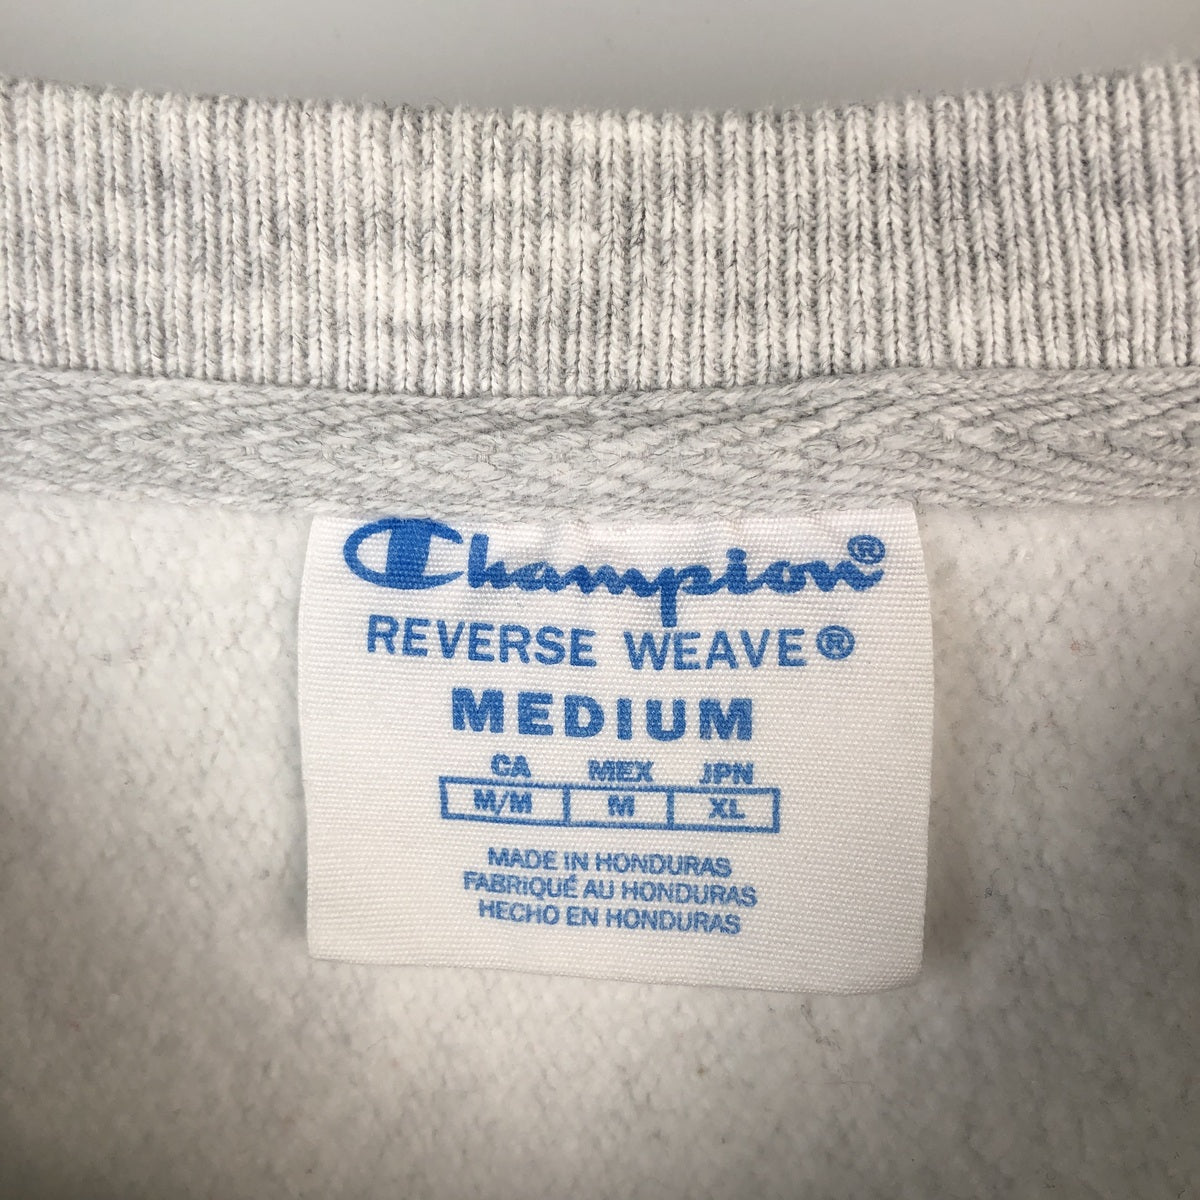 Champion®
REVERSE WEAVE®
MEDIUM
CA MEX JPN
M/M M XL
MADE IN HONDURAS
FABRIQUÉ AU HONDURAS
HECHO EN HONDURAS